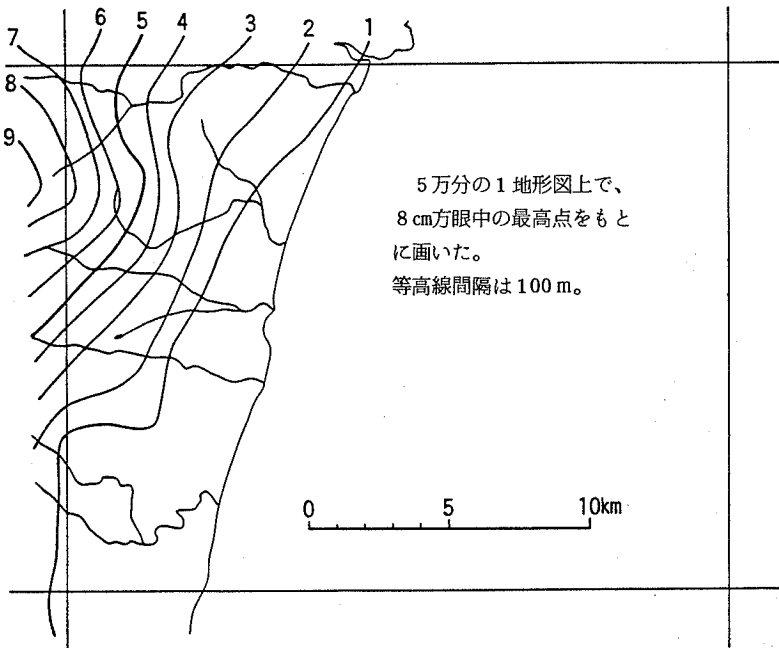 1
2
3
4
5
6
7
8
9
5万分の1地形図上で、
8cm方眼中の最高点をもと
に画いた。
等高線間隔は100m。
0 5 10km